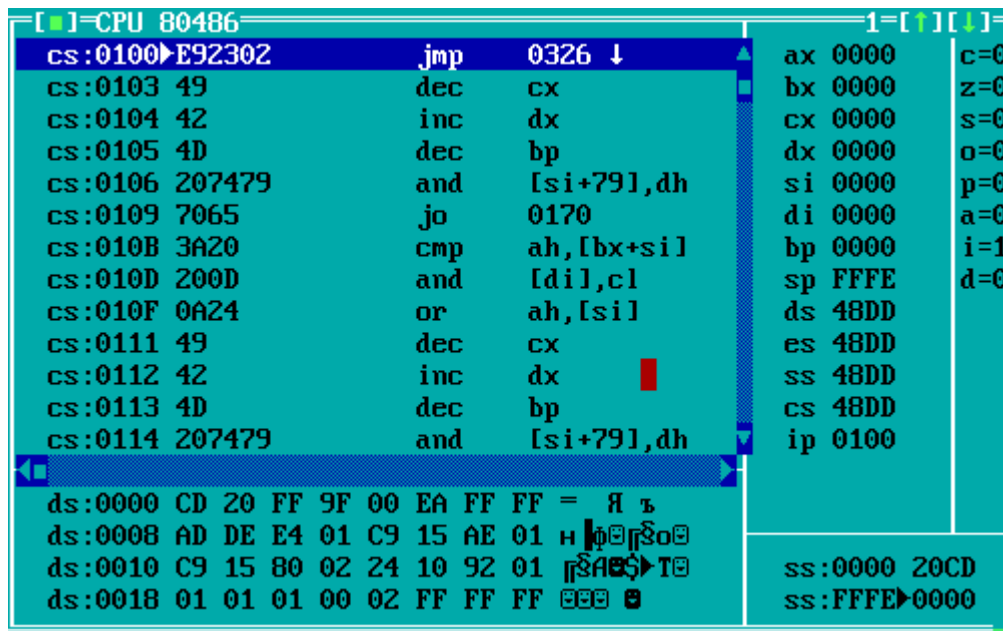 [■]=CPU 80486 1=[↑][↓]=
cs:0100►E92302 jmp 0326 ↓ ax 0000 c=0
cs:0103 49 dec cx bx 0000 z=0
cs:0104 42 inc dx cx 0000 s=0
cs:0105 4D dec bp dx 0000 o=0
cs:0106 207479 and [si+79],dh si 0000 p=0
cs:0109 7065 jo 0170 di 0000 a=0
cs:010B 3A20 cmp ah,[bx+si] bp 0000 i=1
cs:010D 200D and [di],cl sp FFFE d=0
cs:010F 0A24 or ah,[si] ds 48DD
cs:0111 49 dec cx es 48DD
cs:0112 42 inc dx ss 48DD
cs:0113 4D dec bp cs 48DD
cs:0114 207479 and [si+79],dh ip 0100
ds:0000 CD 20 FF 9F 00 EA FF FF = Я ъ
ds:0008 AD DE E4 01 C9 15 AE 01 н▐ф☺╔§о☺
ds:0010 C9 15 80 02 24 10 92 01 ╔§А☻$►Т☺ ss:0000 20CD
ds:0018 01 01 01 00 02 FF FF FF ☺☺☺ ☻ ss:FFFE►0000